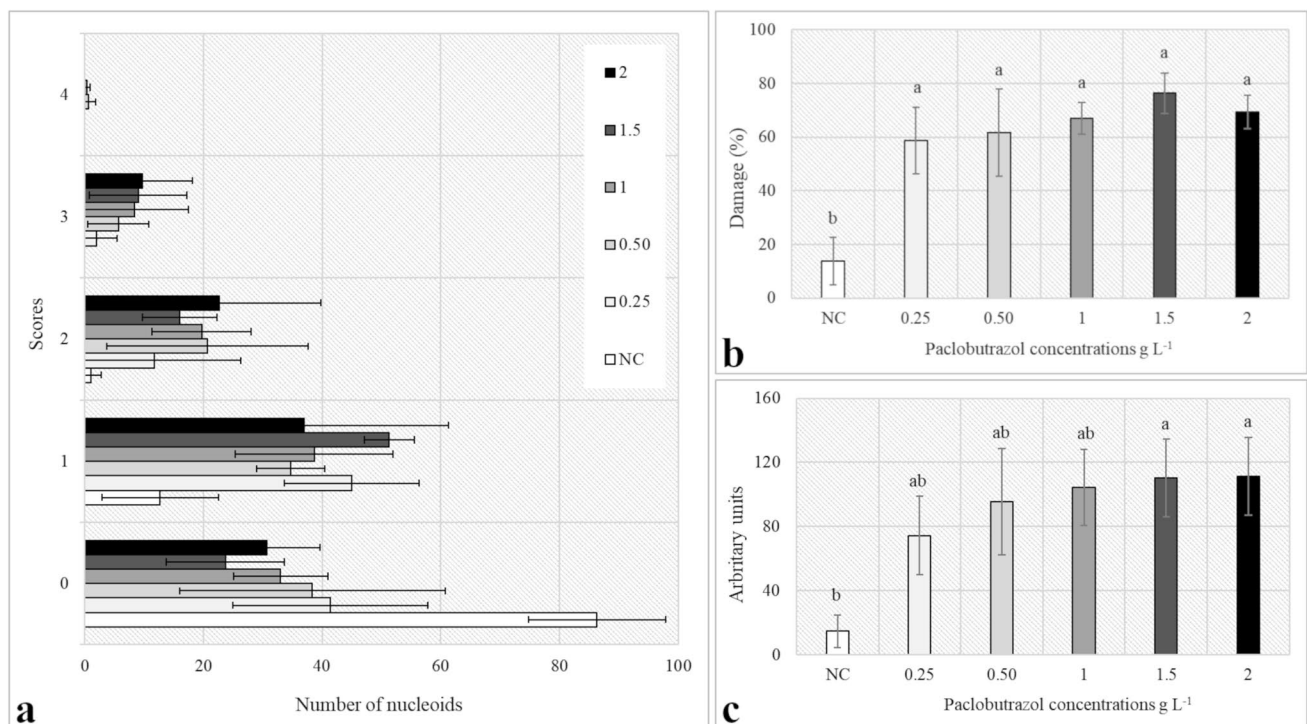 4
3
2
1
0
Scores
2
1.5
1
0.50
0.25
NC
0
20
40
60
80
100
Number of nucleoids
a
100
80
60
40
20
0
Damage (%)
b
a
a
a
a
a
NC
0.25
0.50
1
1.5
2
Paclobutrazol concentrations g L⁻¹
b
160
120
80
40
0
Arbritary units
b
ab
ab
ab
a
a
NC
0.25
0.50
1
1.5
2
Paclobutrazol concentrations g L⁻¹
c